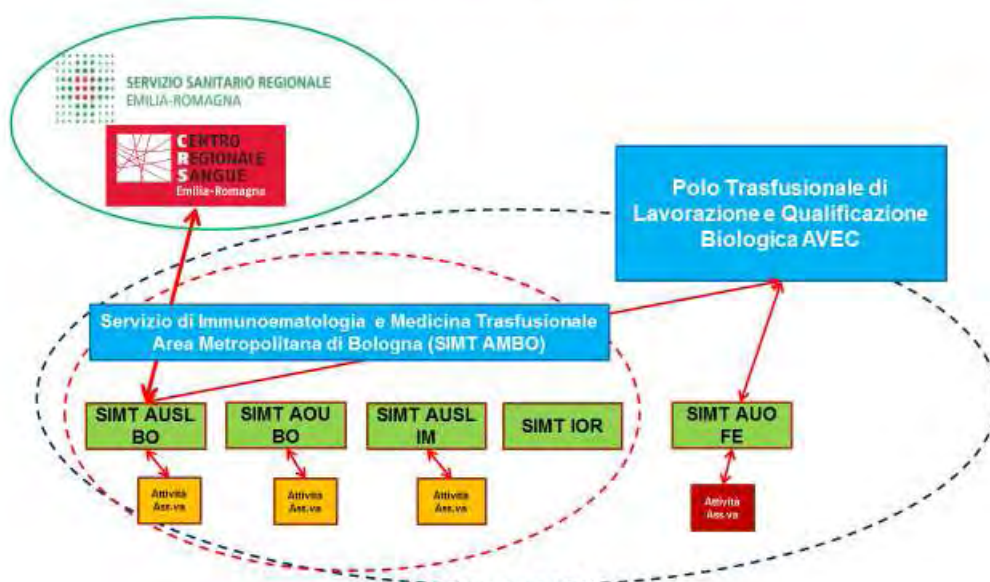 SERVIZIO SANITARIO REGIONALE
EMILIA-ROMAGNA
CENTRO
REGIONALE
SANGUE
Emilia-Romagna
Polo Trasfusionale di
Lavorazione e Qualificazione
Biologica AVEC
Servizio di Immunoematologia e Medicina Trasfusionale
Area Metropolitana di Bologna (SIMT AMBO)
SIMT AUSL
BO
SIMT AOU
BO
SIMT AUSL
IM
SIMT IOR
SIMT AUO
FE
Attività
Ass.va
Attività
Ass.va
Attività
Ass.va
Attività
Ass.va